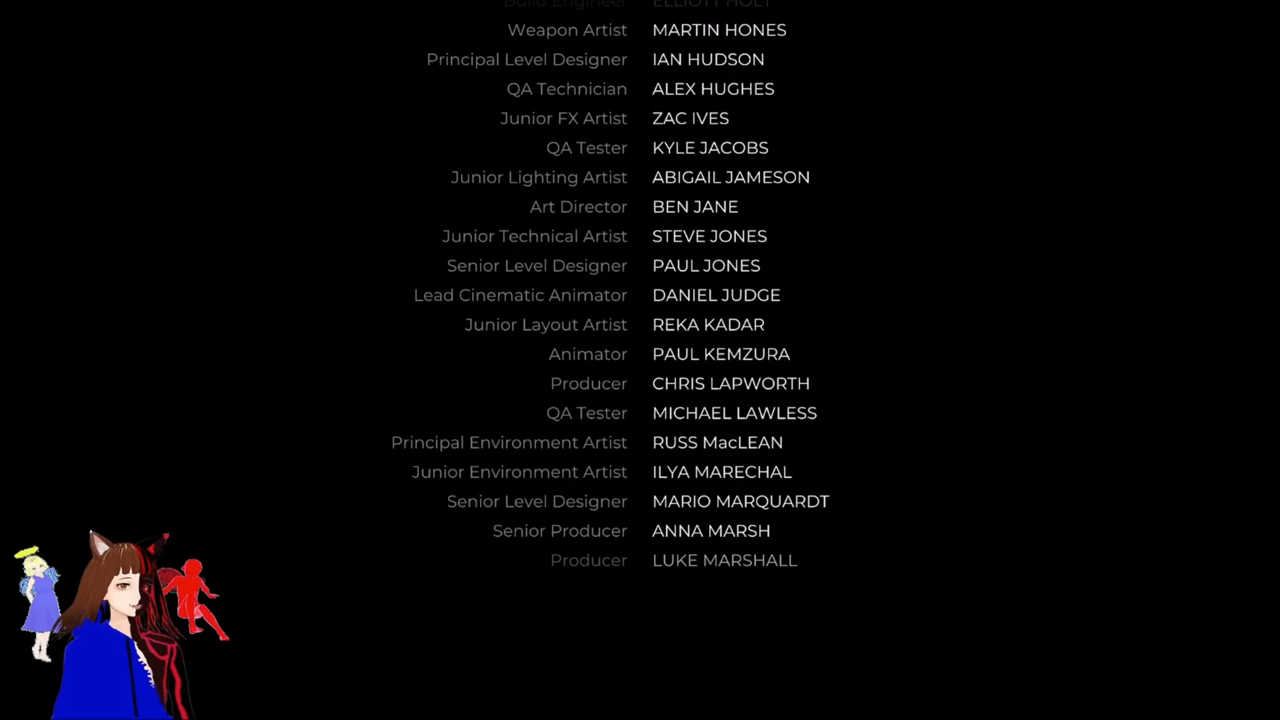 Build Engineer ELLIOTT HOLT
Weapon Artist MARTIN HONES
Principal Level Designer IAN HUDSON
QA Technician ALEX HUGHES
Junior FX Artist ZAC IVES
QA Tester KYLE JACOBS
Junior Lighting Artist ABIGAIL JAMESON
Art Director BEN JANE
Junior Technical Artist STEVE JONES
Senior Level Designer PAUL JONES
Lead Cinematic Animator DANIEL JUDGE
Junior Layout Artist REKA KADAR
Animator PAUL KEMZURA
Producer CHRIS LAPWORTH
QA Tester MICHAEL LAWLESS
Principal Environment Artist RUSS MacLEAN
Junior Environment Artist ILYA MARECHAL
Senior Level Designer MARIO MARQUARDT
Senior Producer ANNA MARSH
Producer LUKE MARSHALL